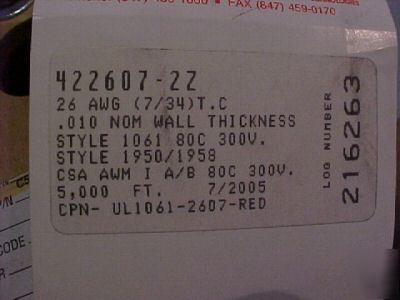 FAX (847) 459-0170
422607-2Z
26 AWG (7/34)T.C
.010 NOM WALL THICKNESS
STYLE 1061 80C 300V.
STYLE 1950/1958
CSA AWM I A/B 80C 300V.
5,000 FT. 7/2005
CPN- UL1061-2607-RED
LOG NUMBER
216263
CODE